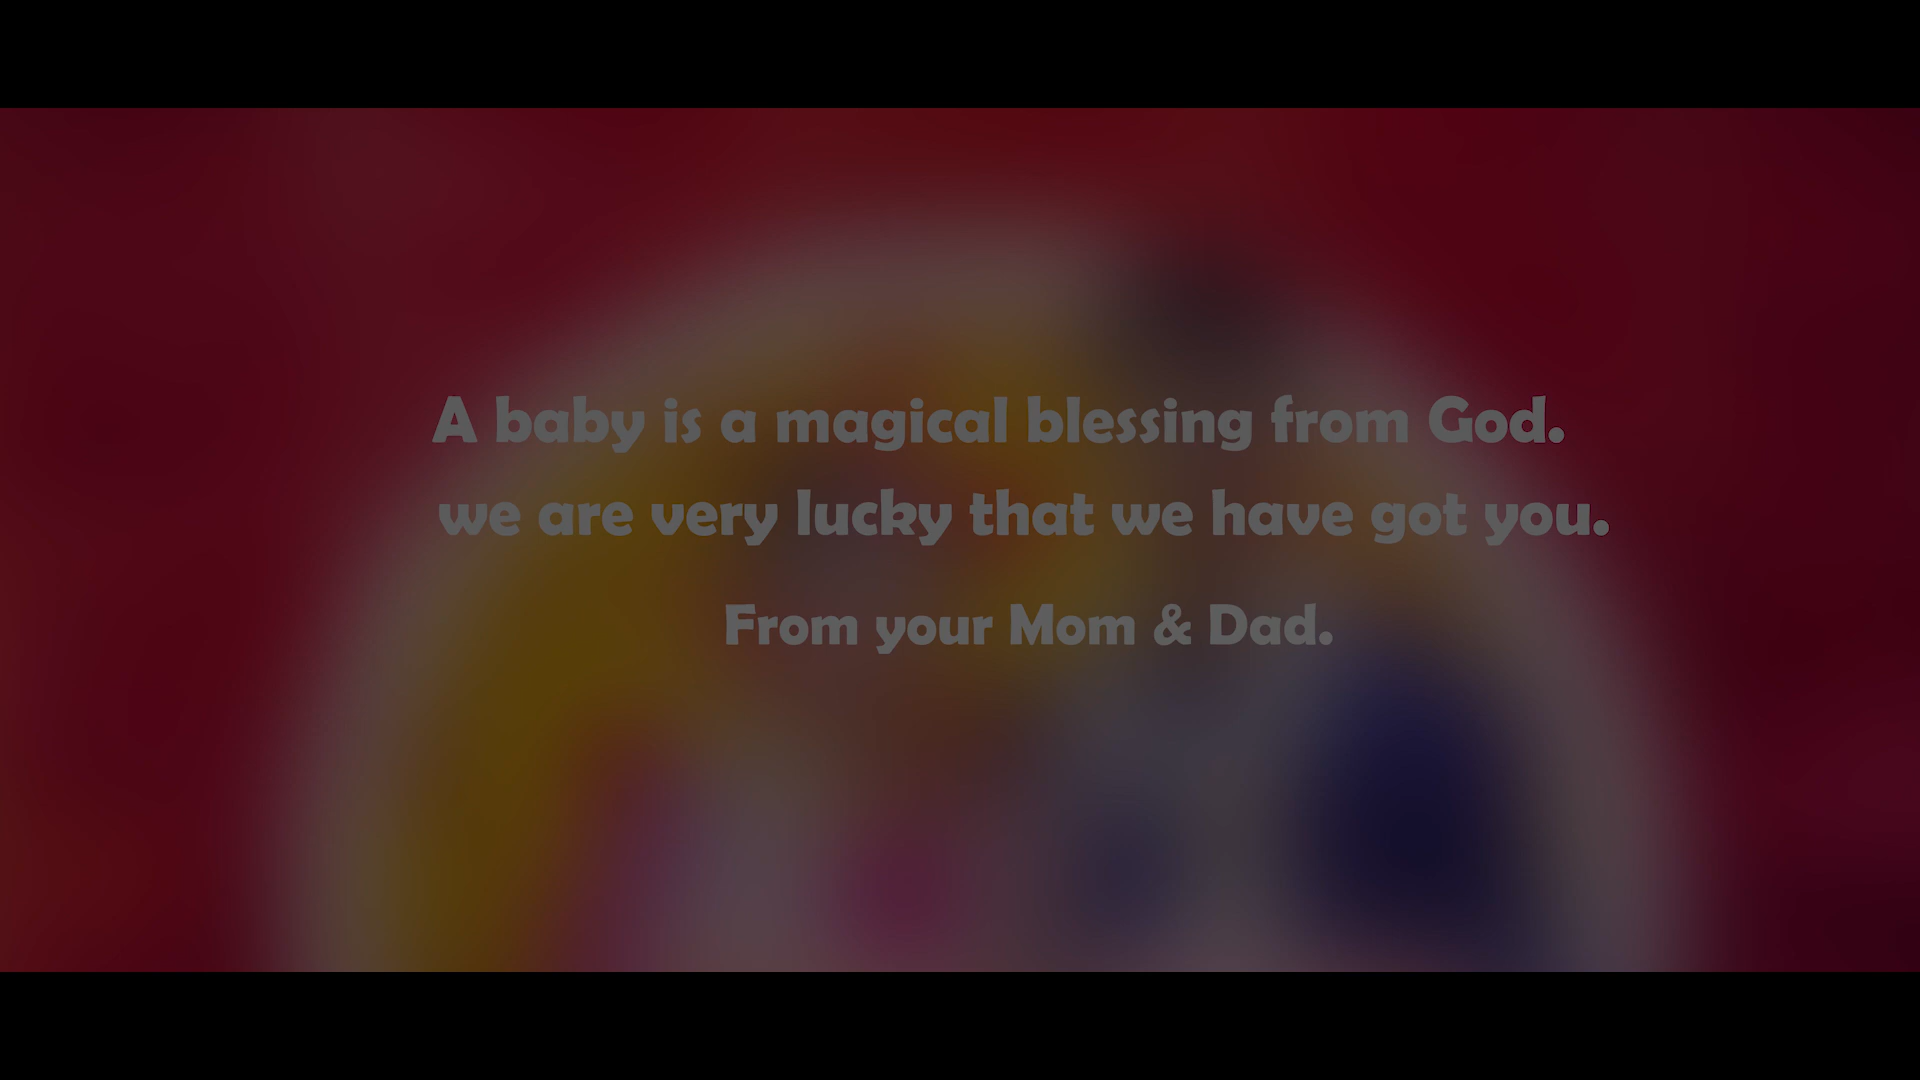 A baby is a magical blessing from God.
we are very lucky that we have got you.
From your Mom & Dad.